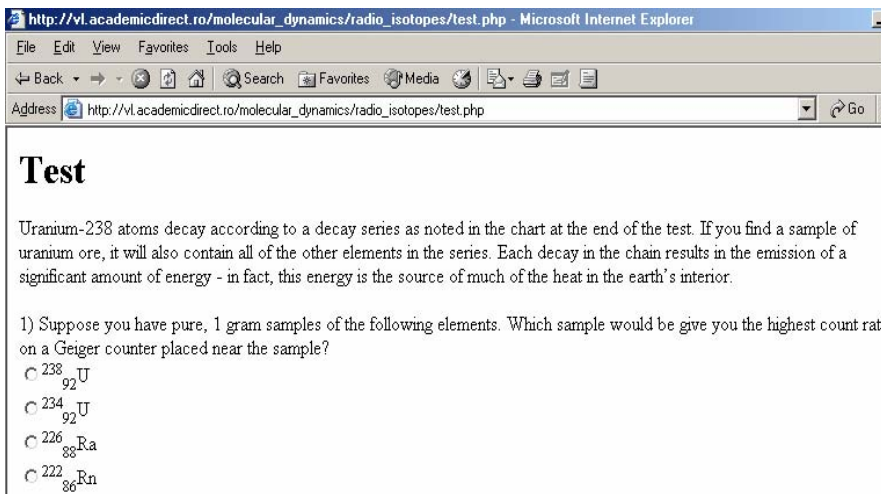 http://vl.academicdirect.ro/molecular_dynamics/radio_isotopes/test.php - Microsoft Internet Explorer
File Edit View Favorites Tools Help
Back Search Favorites Media
Address http://vl.academicdirect.ro/molecular_dynamics/radio_isotopes/test.php Go
Test
Uranium-238 atoms decay according to a decay series as noted in the chart at the end of the test. If you find a sample of
uranium ore, it will also contain all of the other elements in the series. Each decay in the chain results in the emission of a
significant amount of energy - in fact, this energy is the source of much of the heat in the earth's interior.
1) Suppose you have pure, 1 gram samples of the following elements. Which sample would be give you the highest count rat
on a Geiger counter placed near the sample?
238 92 U
234 92 U
226 88 Ra
222 86 Rn